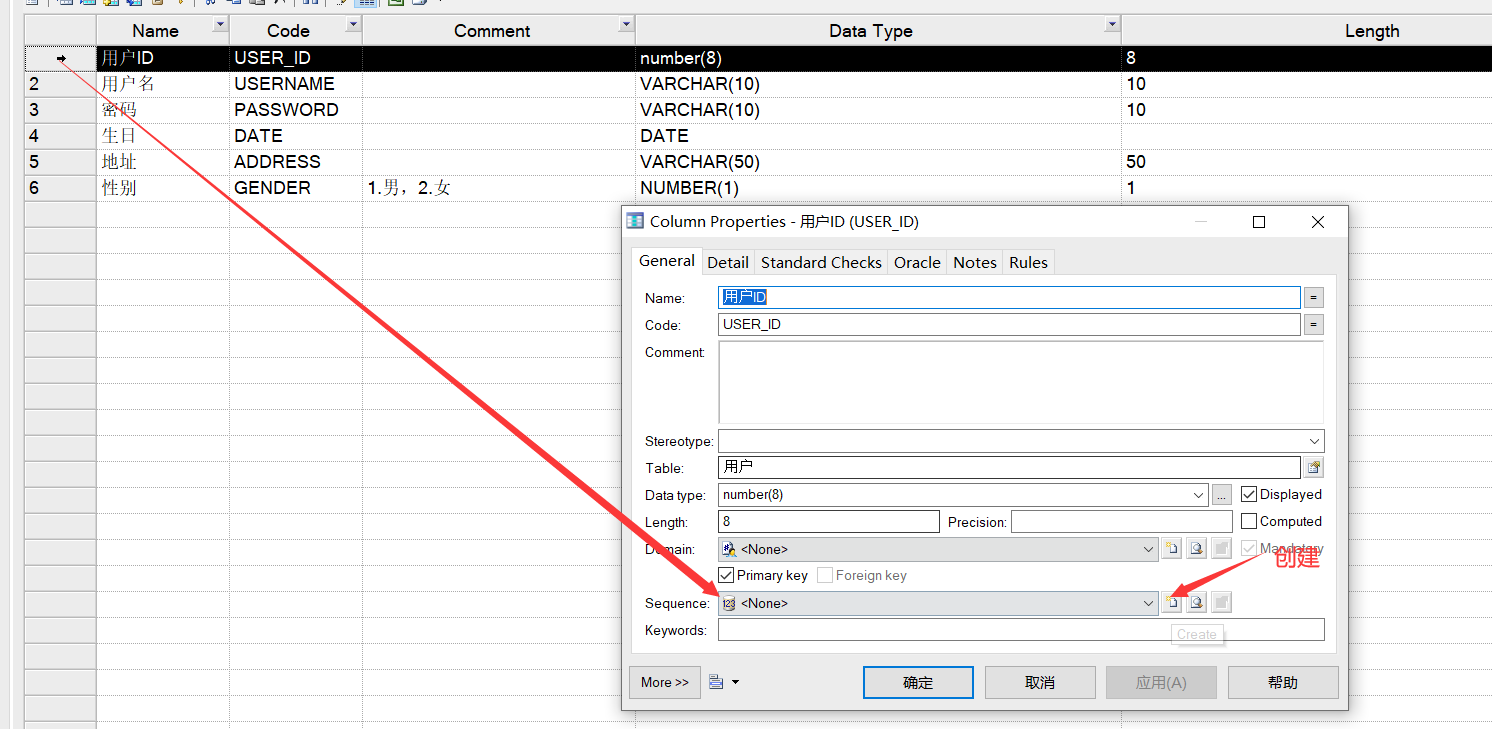 Name Code Comment Data Type Length
用户ID USER_ID number(8) 8
2 用户名 USERNAME VARCHAR(10) 10
3 密码 PASSWORD VARCHAR(10) 10
4 生日 DATE DATE
5 地址 ADDRESS VARCHAR(50) 50
6 性别 GENDER 1.男，2.女 NUMBER(1) 1
Column Properties - 用户ID (USER_ID)
General Detail Standard Checks Oracle Notes Rules
Name: 用户ID =
Code: USER_ID =
Comment:
Stereotype:
Table: 用户
Data type: number(8) ... Displayed
Length: 8 Precision: Computed
Domain: <None> Mandatory
创建
Primary key Foreign key
Sequence: 123 <None>
Keywords:
Create
More >> 确定 取消 应用(A) 帮助